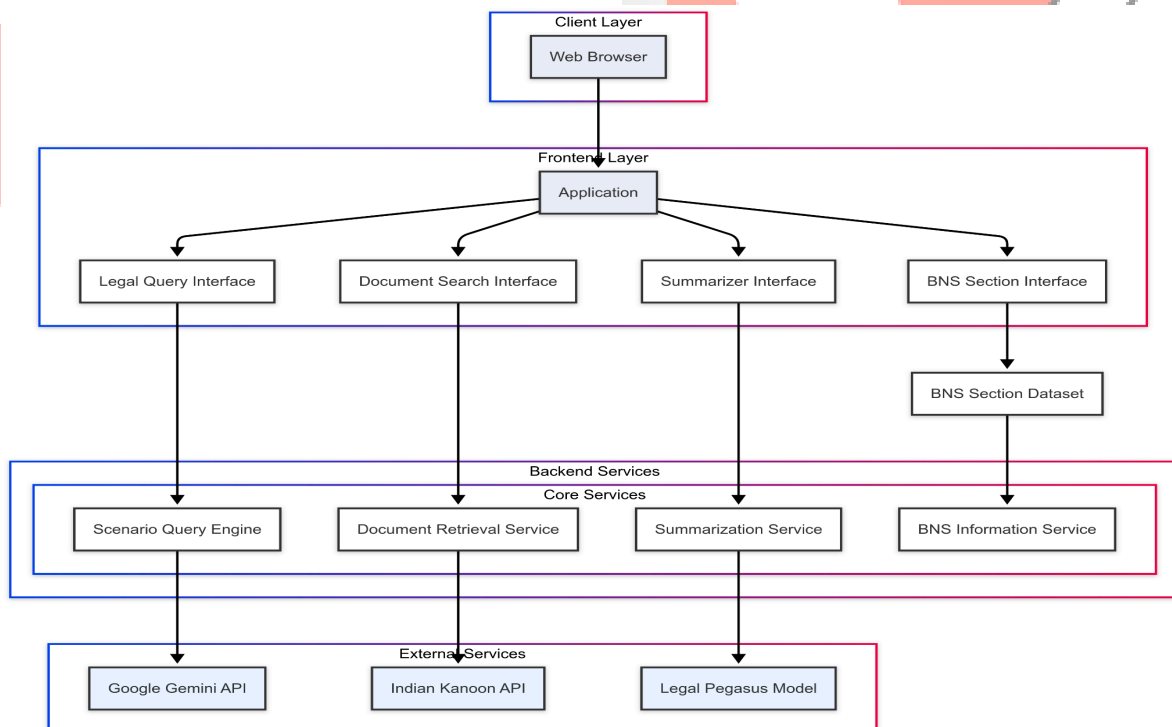 Client Layer
Web Browser
Frontend Layer
Application
Legal Query Interface
Document Search Interface
Summarizer Interface
BNS Section Interface
BNS Section Dataset
Backend Services
Core Services
Scenario Query Engine
Document Retrieval Service
Summarization Service
BNS Information Service
External Services
Google Gemini API
Indian Kanoon API
Legal Pegasus Model